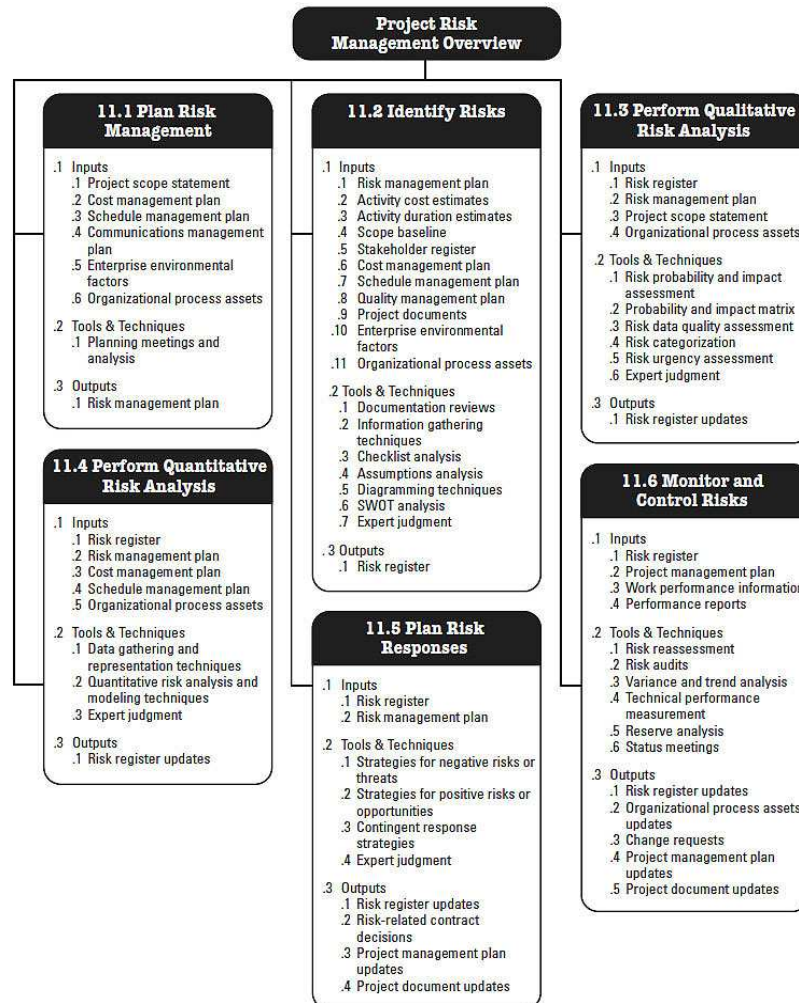 Project Risk
Management Overview
11.1 Plan Risk
Management
.1 Inputs
.1 Project scope statement
.2 Cost management plan
.3 Schedule management plan
.4 Communications management
plan
.5 Enterprise environmental
factors
.6 Organizational process assets
.2 Tools & Techniques
.1 Planning meetings and
analysis
.3 Outputs
.1 Risk management plan
11.2 Identify Risks
.1 Inputs
.1 Risk management plan
.2 Activity cost estimates
.3 Activity duration estimates
.4 Scope baseline
.5 Stakeholder register
.6 Cost management plan
.7 Schedule management plan
.8 Quality management plan
.9 Project documents
.10 Enterprise environmental
factors
.11 Organizational process assets
.2 Tools & Techniques
.1 Documentation reviews
.2 Information gathering
techniques
.3 Checklist analysis
.4 Assumptions analysis
.5 Diagramming techniques
.6 SWOT analysis
.7 Expert judgment
.3 Outputs
.1 Risk register
11.3 Perform Qualitative
Risk Analysis
.1 Inputs
.1 Risk register
.2 Risk management plan
.3 Project scope statement
.4 Organizational process assets
.2 Tools & Techniques
.1 Risk probability and impact
assessment
.2 Probability and impact matrix
.3 Risk data quality assessment
.4 Risk categorization
.5 Risk urgency assessment
.6 Expert judgment
.3 Outputs
.1 Risk register updates
11.4 Perform Quantitative
Risk Analysis
.1 Inputs
.1 Risk register
.2 Risk management plan
.3 Cost management plan
.4 Schedule management plan
.5 Organizational process assets
.2 Tools & Techniques
.1 Data gathering and
representation techniques
.2 Quantitative risk analysis and
modeling techniques
.3 Expert judgment
.3 Outputs
.1 Risk register updates
11.5 Plan Risk
Responses
.1 Inputs
.1 Risk register
.2 Risk management plan
.2 Tools & Techniques
.1 Strategies for negative risks or
threats
.2 Strategies for positive risks or
opportunities
.3 Contingent response
strategies
.4 Expert judgment
.3 Outputs
.1 Risk register updates
.2 Risk-related contract
decisions
.3 Project management plan
updates
.4 Project document updates
11.6 Monitor and
Control Risks
.1 Inputs
.1 Risk register
.2 Project management plan
.3 Work performance information
.4 Performance reports
.2 Tools & Techniques
.1 Risk reassessment
.2 Risk audits
.3 Variance and trend analysis
.4 Technical performance
measurement
.5 Reserve analysis
.6 Status meetings
.3 Outputs
.1 Risk register updates
.2 Organizational process assets
updates
.3 Change requests
.4 Project management plan
updates
.5 Project document updates